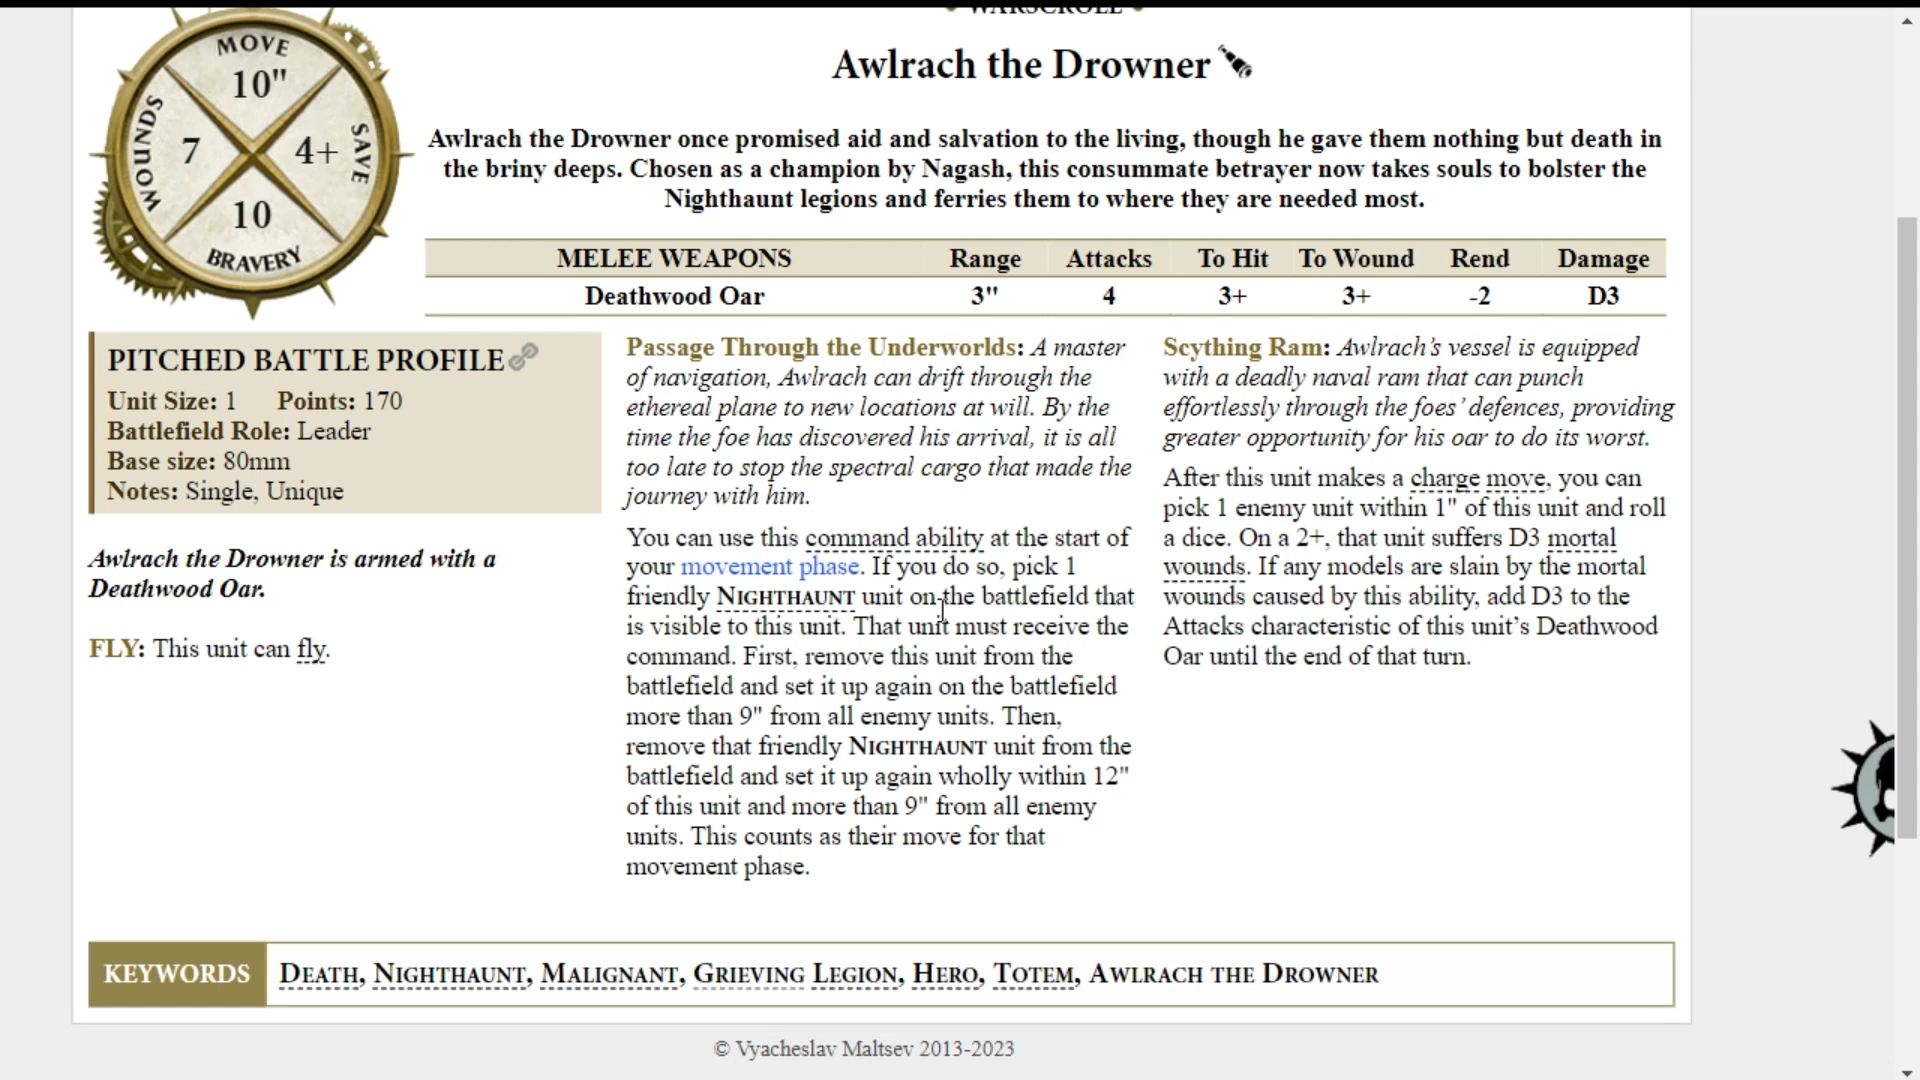 WARSCROLL
MOVE
10"
WOUNDS
7
4+
SAVE
10
BRAVERY
Awlrach the Drowner
Awlrach the Drowner once promised aid and salvation to the living, though he gave them nothing but death in
the briny deeps. Chosen as a champion by Nagash, this consummate betrayer now takes souls to bolster the
Nighthaunt legions and ferries them to where they are needed most.
MELEE WEAPONS Range Attacks To Hit To Wound Rend Damage
Deathwood Oar 3" 4 3+ 3+ -2 D3
PITCHED BATTLE PROFILE
Unit Size: 1 Points: 170
Battlefield Role: Leader
Base size: 80mm
Notes: Single, Unique
Awlrach the Drowner is armed with a
Deathwood Oar.
FLY: This unit can fly.
Passage Through the Underworlds: A master
of navigation, Awlrach can drift through the
ethereal plane to new locations at will. By the
time the foe has discovered his arrival, it is all
too late to stop the spectral cargo that made the
journey with him.
You can use this command ability at the start of
your movement phase. If you do so, pick 1
friendly NIGHTHAUNT unit on the battlefield that
is visible to this unit. That unit must receive the
command. First, remove this unit from the
battlefield and set it up again on the battlefield
more than 9" from all enemy units. Then,
remove that friendly NIGHTHAUNT unit from the
battlefield and set it up again wholly within 12"
of this unit and more than 9" from all enemy
units. This counts as their move for that
movement phase.
Scything Ram: Awlrach's vessel is equipped
with a deadly naval ram that can punch
effortlessly through the foes' defences, providing
greater opportunity for his oar to do its worst.
After this unit makes a charge move, you can
pick 1 enemy unit within 1" of this unit and roll
a dice. On a 2+, that unit suffers D3 mortal
wounds. If any models are slain by the mortal
wounds caused by this ability, add D3 to the
Attacks characteristic of this unit's Deathwood
Oar until the end of that turn.
KEYWORDS DEATH, NIGHTHAUNT, MALIGNANT, GRIEVING LEGION, HERO, TOTEM, AWLRACH THE DROWNER
© Vyacheslav Maltsev 2013-2023